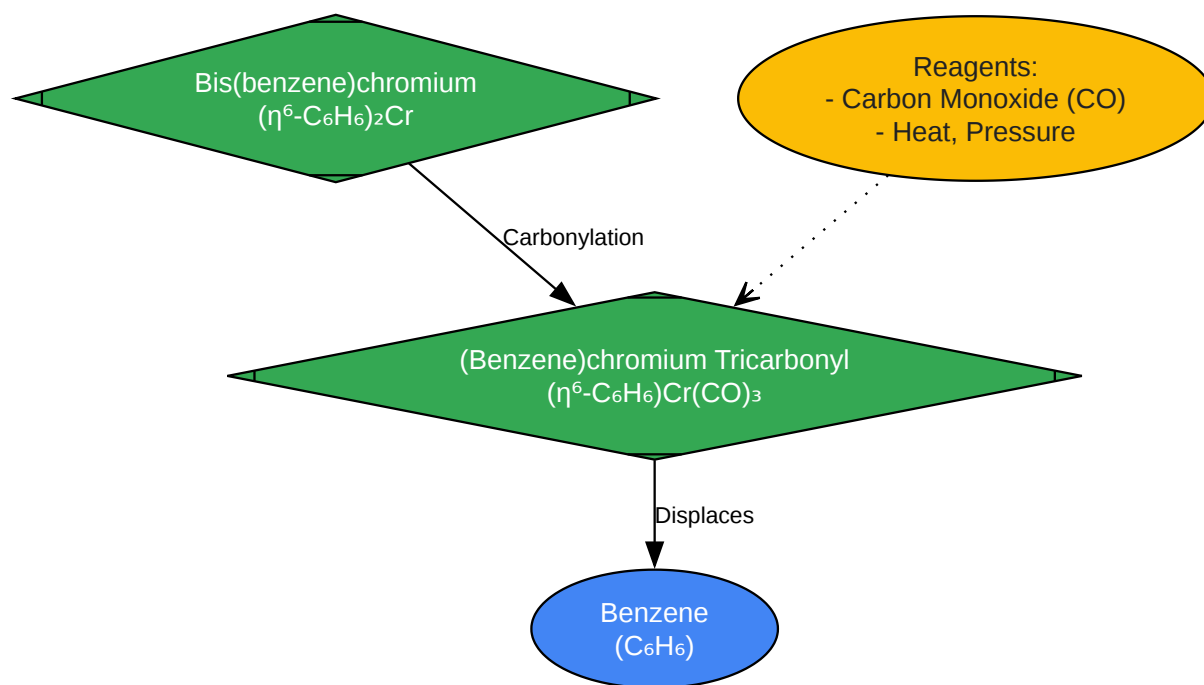 Bis(benzene)chromium
(η⁶-C₆H₆)₂Cr
Reagents:
- Carbon Monoxide (CO)
- Heat, Pressure
Carbonylation
(Benzene)chromium Tricarbonyl
(η⁶-C₆H₆)Cr(CO)₃
Displaces
Benzene
(C₆H₆)